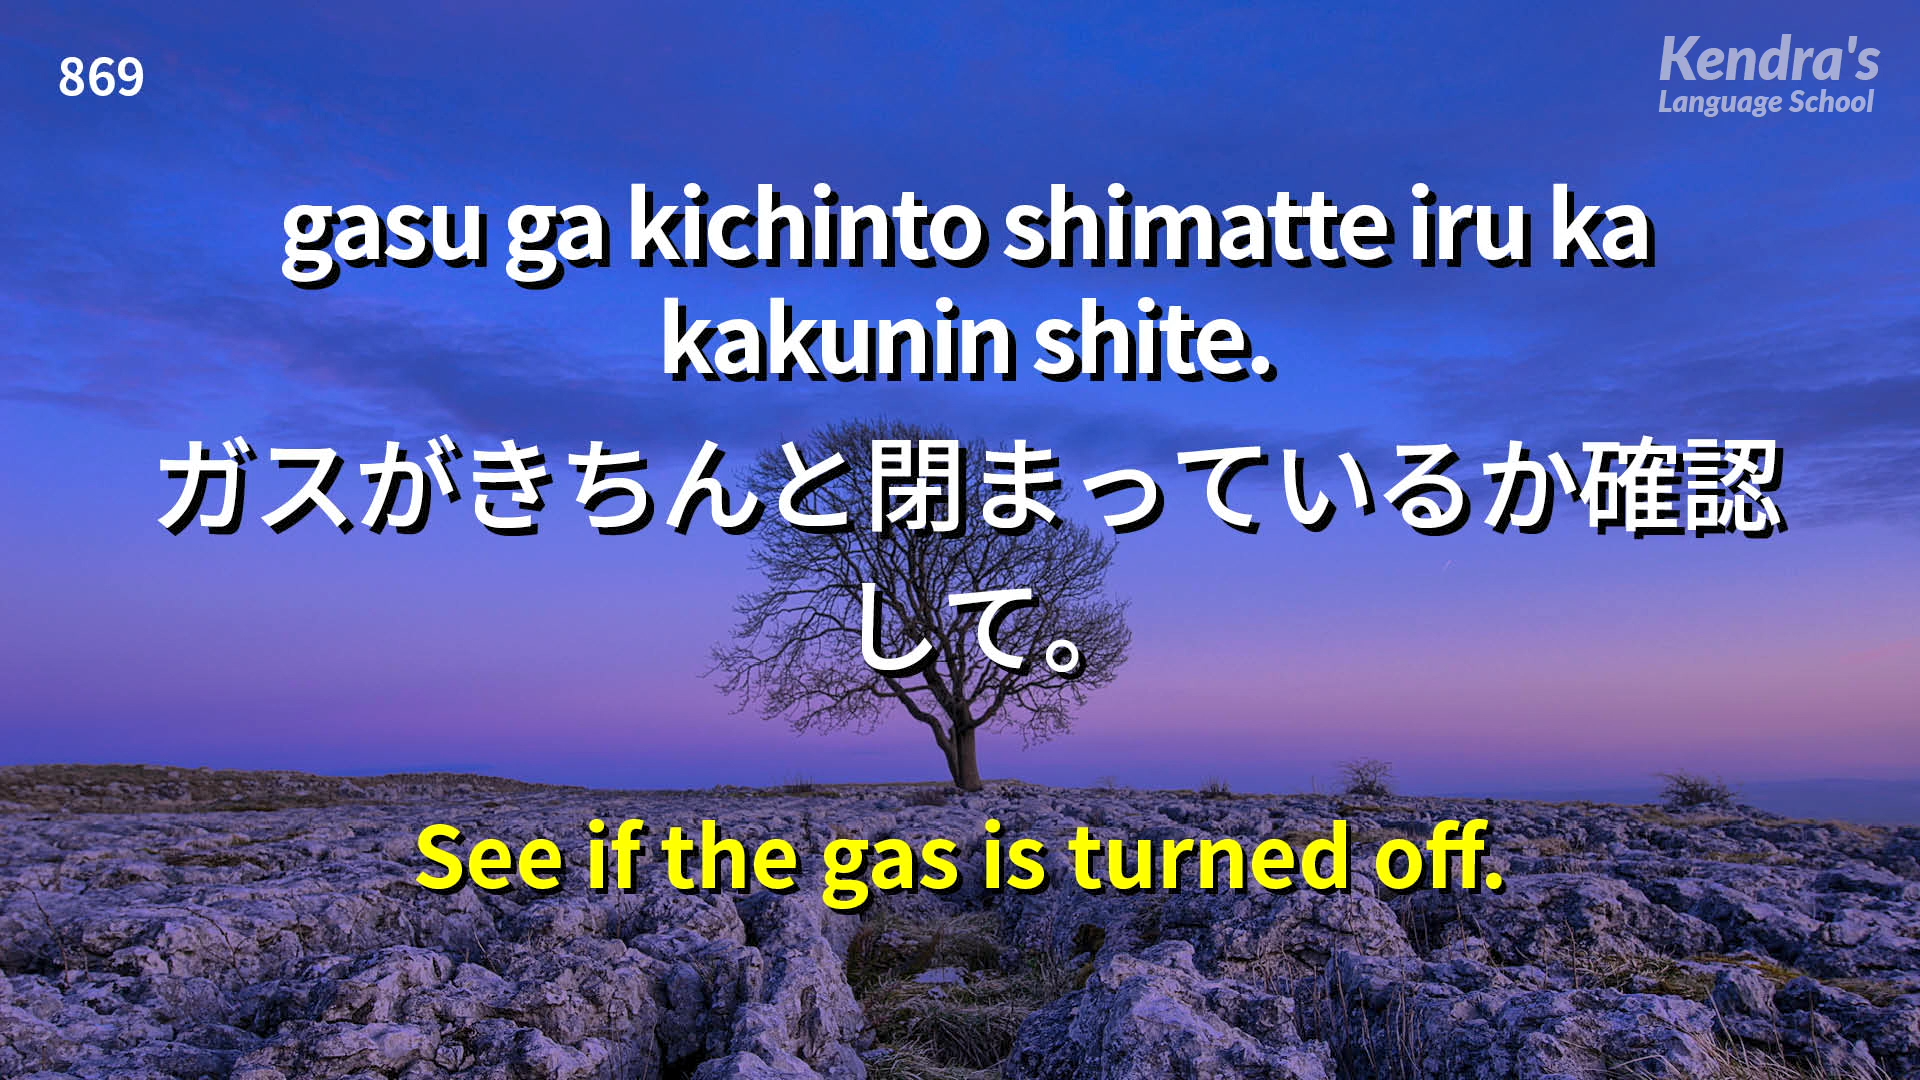 869
Kendra's
Language School
gasu ga kichinto shimatte iru ka
kakunin shite.
ガスがきちんと閉まっているか確認
して。
See if the gas is turned off.